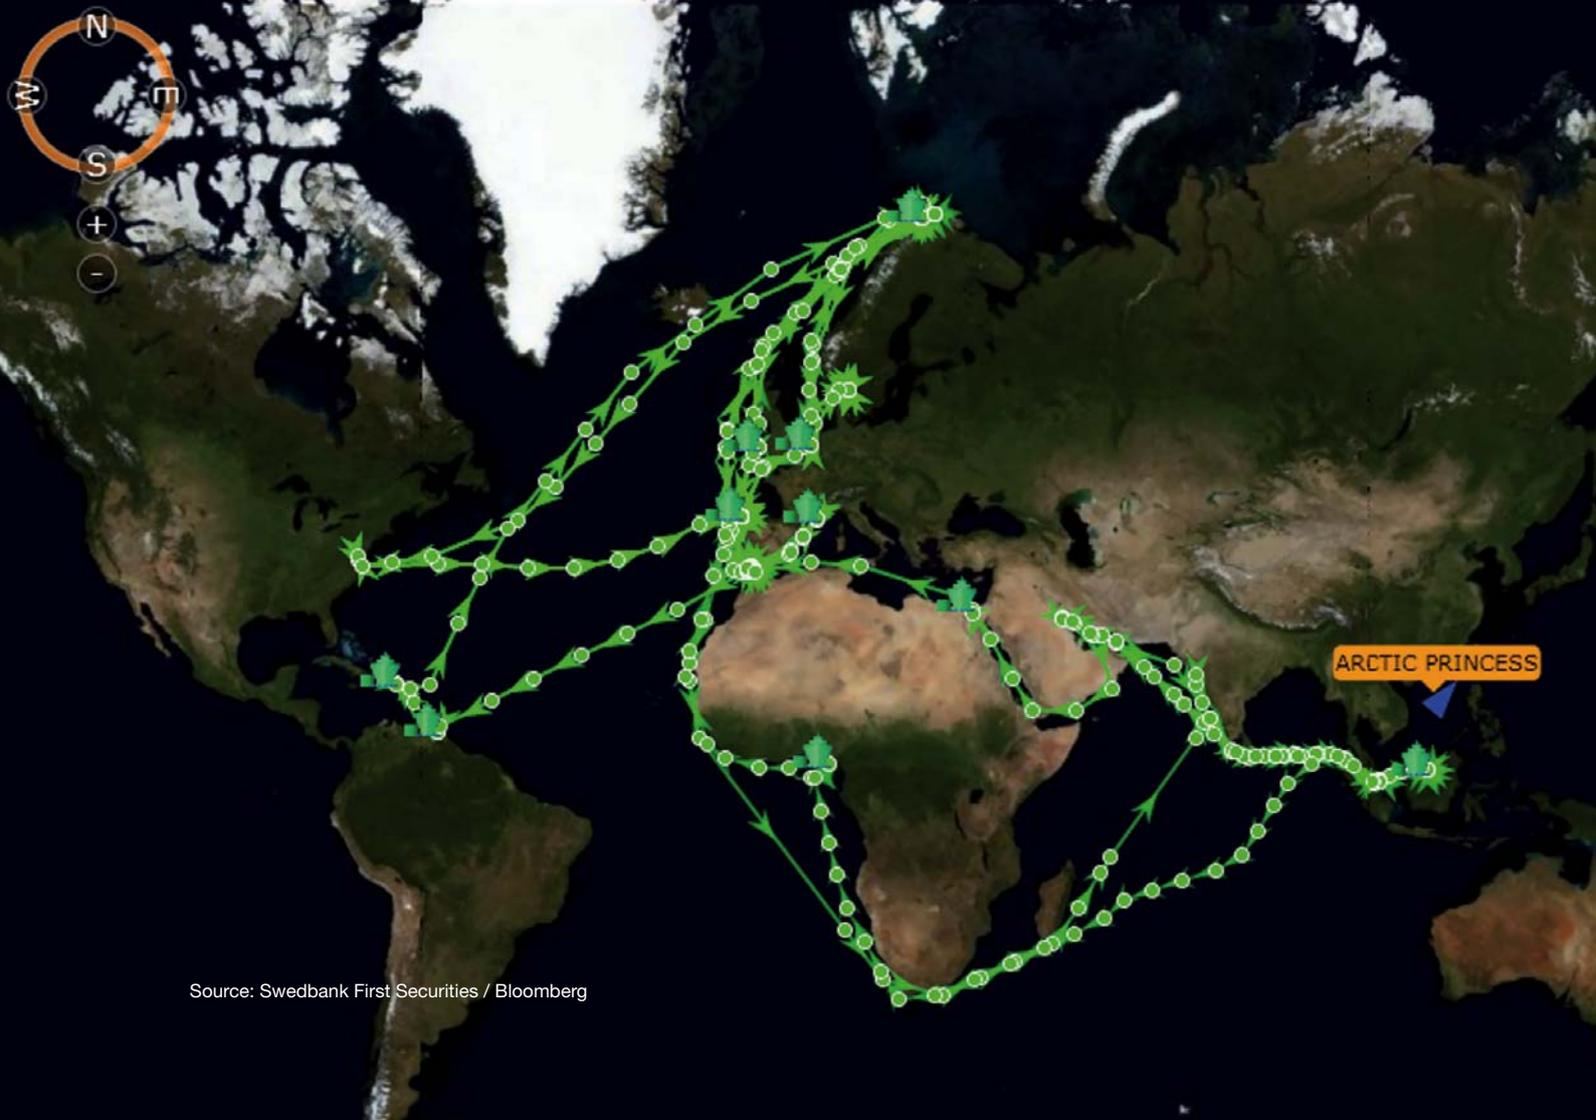 N
W
E
S
+
-
ARCTIC PRINCESS
Source: Swedbank First Securities / Bloomberg